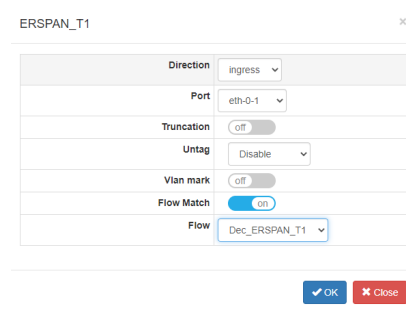 ERSPAN_T1 ×
Direction ingress
Port eth-0-1
Truncation off
Untag Disable
Vlan mark off
Flow Match on
Flow Dec_ERSPAN_T1
OK Close